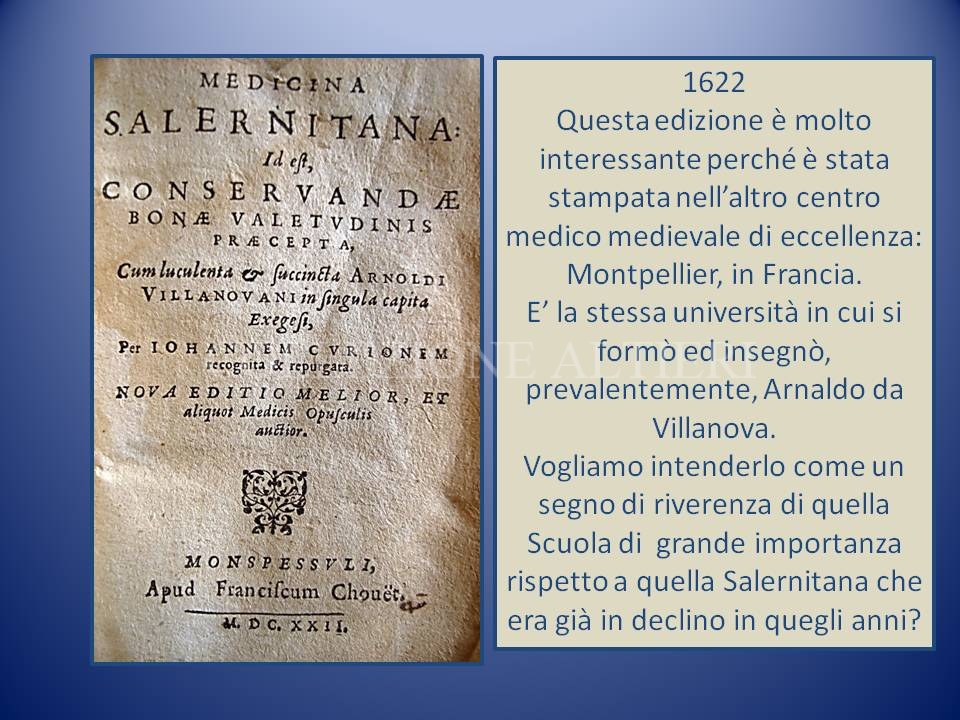 MEDICINA
SALERNITANA:
Id eſt,
CONSERVANDÆ
BONÆ VALETVDINIS
PRÆCEPTA,
Cum luculenta & ſuccincta ARNOLDI
VILLANOVANI in ſingula capita
Exegeſi,
Per IOHANNEM CVRIONEM
recognita & repurgata.
NOVA EDITIO MELIOR, ET
aliquot Medicis Opuſculis
auctior.
MONSPESSVLI,
Apud Franciſcum Chouët.
M. DC. XXII.
1622
Questa edizione è molto
interessante perché è stata
stampata nell’altro centro
medico medievale di eccellenza:
Montpellier, in Francia.
E’ la stessa università in cui si
formò ed insegnò,
prevalentemente, Arnaldo da
Villanova.
Vogliamo intenderlo come un
segno di riverenza di quella
Scuola di grande importanza
rispetto a quella Salernitana che
era già in declino in quegli anni?
ALTIERI